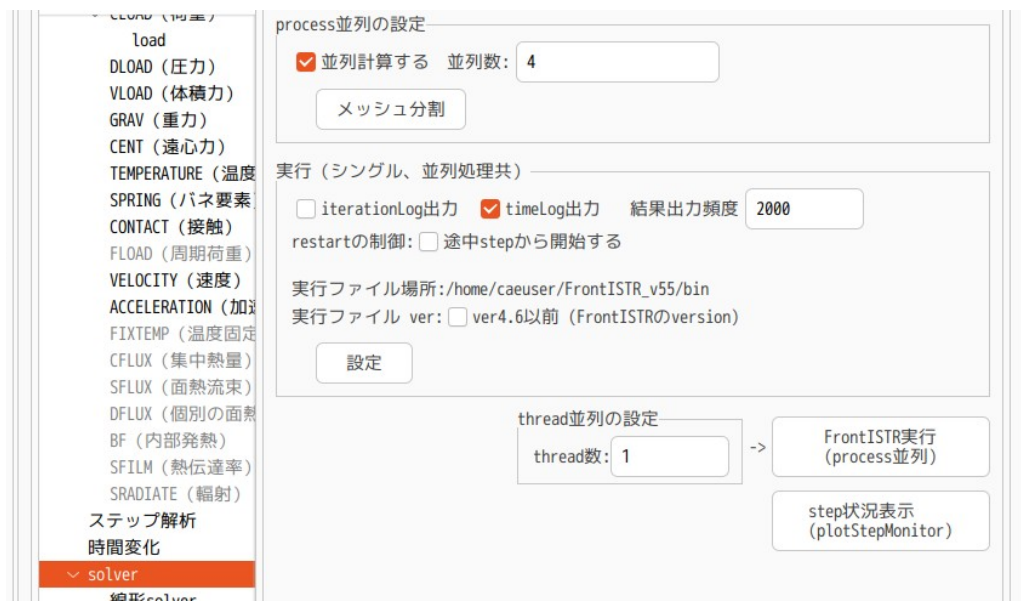 CLOAD (荷重)
load
DLOAD (圧力)
VLOAD (体積力)
GRAV (重力)
CENT (遠心力)
TEMPERATURE (温度
SPRING (バネ要素)
CONTACT (接触)
FLOAD (周期荷重)
VELOCITY (速度)
ACCELERATION (加速
FIXTEMP (温度固定
CFLUX (集中熱量)
SFLUX (面熱流束)
DFLUX (個別の面熱
BF (内部発熱)
SFILM (熱伝達率)
SRADIATE (輻射)
ステップ解析
時間変化
solver
線形solver
process並列の設定
並列計算する 並列数: 4
メッシュ分割
実行 (シングル、並列処理共)
iterationLog出力 timeLog出力 結果出力頻度 2000
restartの制御: 途中stepから開始する
実行ファイル場所:/home/caeuser/FrontISTR_v55/bin
実行ファイル ver: ver4.6以前 (FrontISTRのversion)
設定
thread並列の設定
thread数: 1
->
FrontISTR実行
(process並列)
step状況表示
(plotStepMonitor)